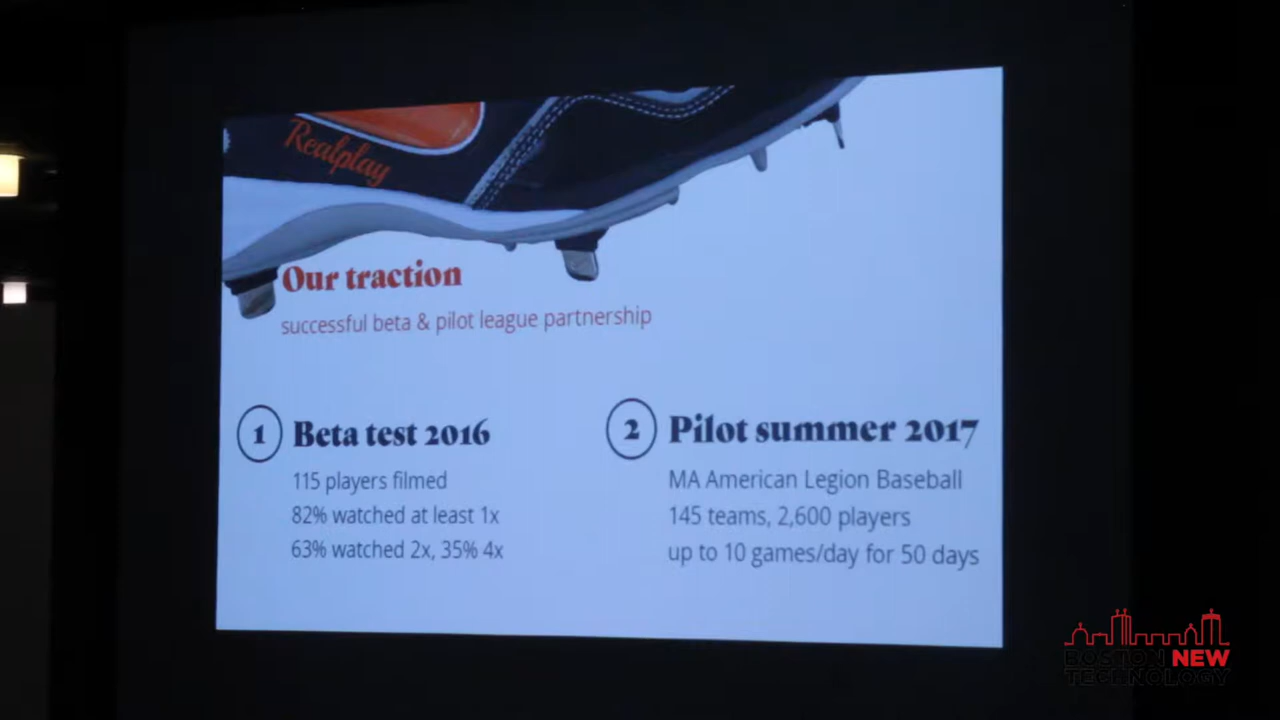 Realplay
Our traction
successful beta & pilot league partnership
1 Beta test 2016
115 players filmed
82% watched at least 1x
63% watched 2x, 35% 4x
2 Pilot summer 2017
MA American Legion Baseball
145 teams, 2,600 players
up to 10 games/day for 50 days
BOSTON NEW
TECHNOLOGY